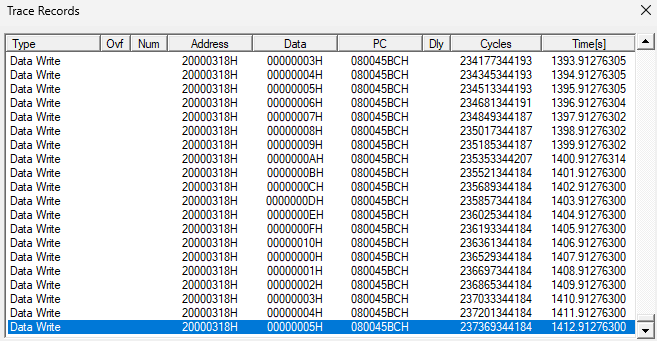 Trace Records
Type Ovf Num Address Data PC Dly Cycles Time[s]
Data Write 20000318H 00000003H 080045BCH 234177344193 1393.91276305
Data Write 20000318H 00000004H 080045BCH 234345344193 1394.91276305
Data Write 20000318H 00000005H 080045BCH 234513344193 1395.91276305
Data Write 20000318H 00000006H 080045BCH 234681344191 1396.91276304
Data Write 20000318H 00000007H 080045BCH 234849344187 1397.91276302
Data Write 20000318H 00000008H 080045BCH 235017344187 1398.91276302
Data Write 20000318H 00000009H 080045BCH 235185344187 1399.91276302
Data Write 20000318H 0000000AH 080045BCH 235353344207 1400.91276314
Data Write 20000318H 0000000BH 080045BCH 235521344184 1401.91276300
Data Write 20000318H 0000000CH 080045BCH 235689344184 1402.91276300
Data Write 20000318H 0000000DH 080045BCH 235857344184 1403.91276300
Data Write 20000318H 0000000EH 080045BCH 236025344184 1404.91276300
Data Write 20000318H 0000000FH 080045BCH 236193344184 1405.91276300
Data Write 20000318H 00000010H 080045BCH 236361344184 1406.91276300
Data Write 20000318H 00000000H 080045BCH 236529344184 1407.91276300
Data Write 20000318H 00000001H 080045BCH 236697344184 1408.91276300
Data Write 20000318H 00000002H 080045BCH 236865344184 1409.91276300
Data Write 20000318H 00000003H 080045BCH 237033344184 1410.91276300
Data Write 20000318H 00000004H 080045BCH 237201344184 1411.91276300
Data Write 20000318H 00000005H 080045BCH 237369344184 1412.91276300